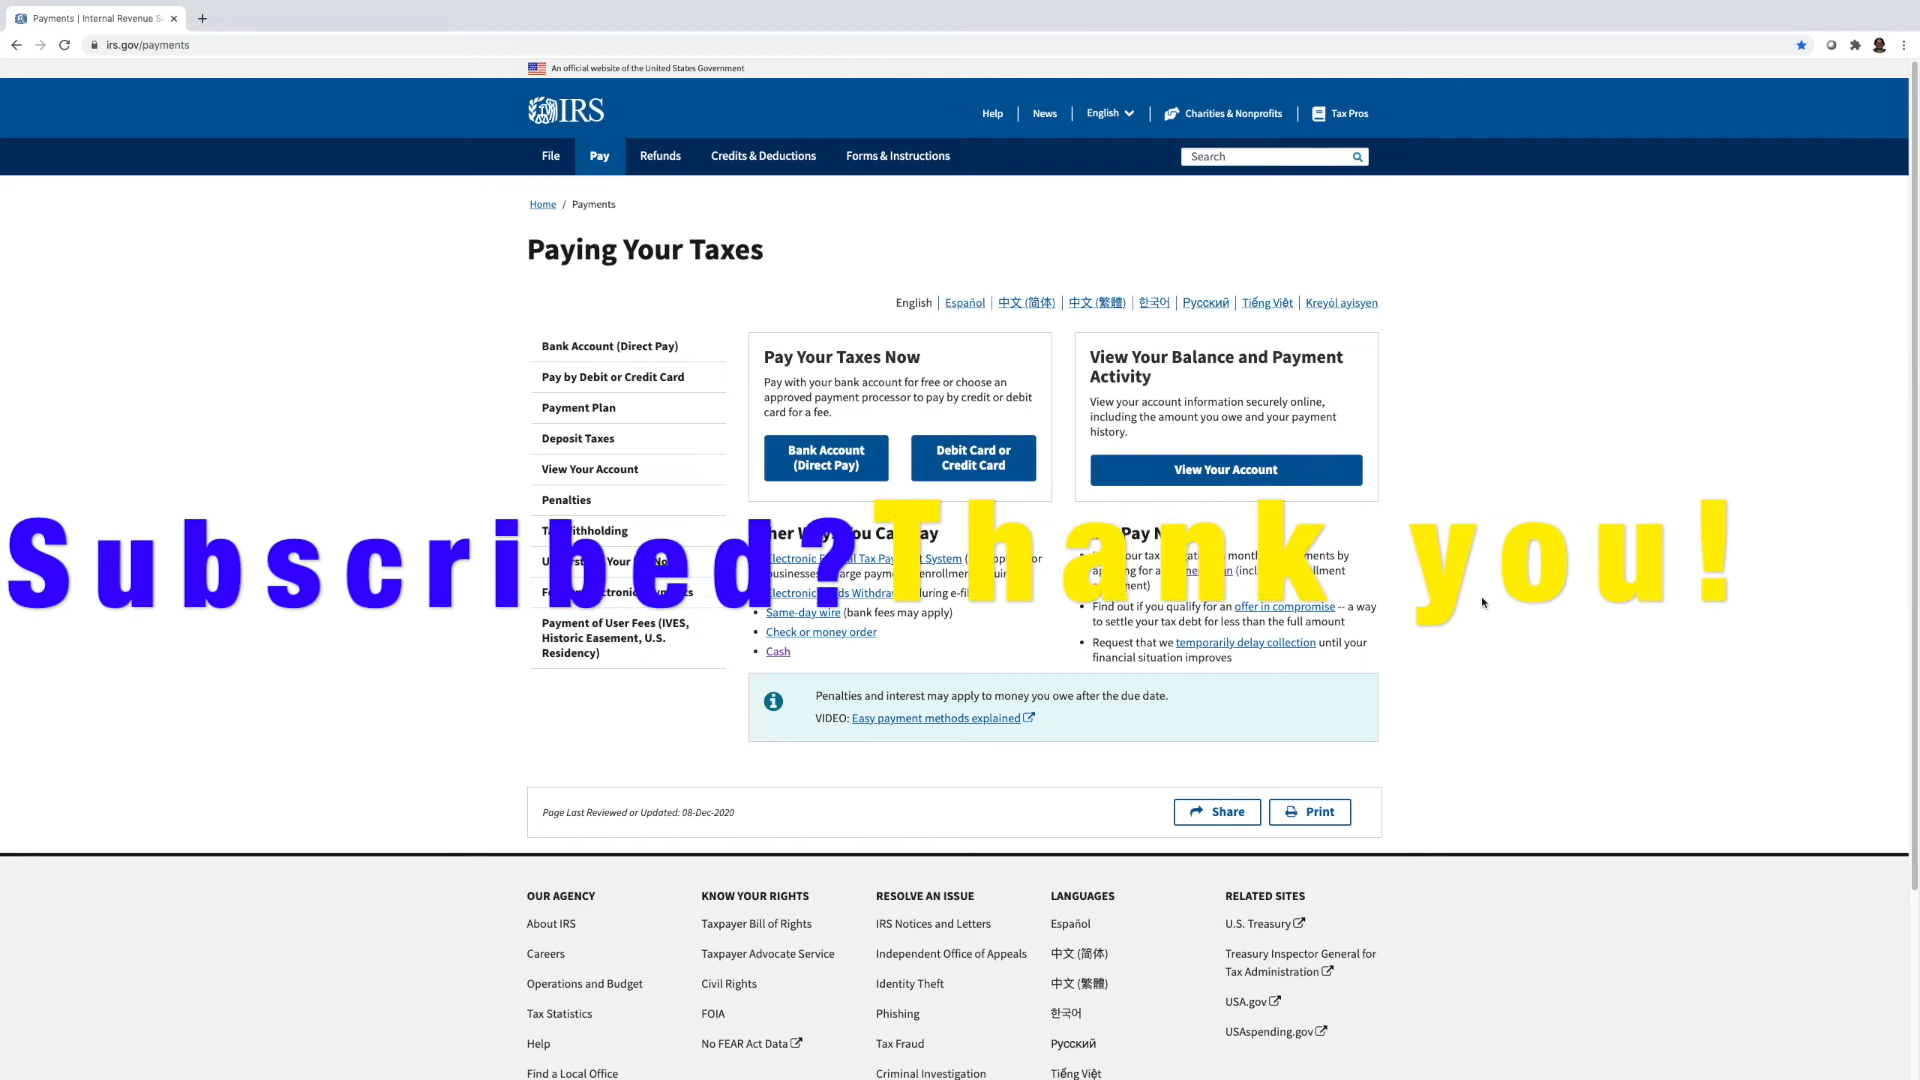 Payments | Internal Revenue S
irs.gov/payments
An official website of the United States Government
IRS
Help
News
English
Charities & Nonprofits
Tax Pros
File
Pay
Refunds
Credits & Deductions
Forms & Instructions
Search
Home / Payments
Paying Your Taxes
English
Español
中文 (简体)
中文 (繁體)
한국어
Русский
Tiếng Việt
Kreyòl ayisyen
Bank Account (Direct Pay)
Pay by Debit or Credit Card
Payment Plan
Deposit Taxes
View Your Account
Penalties
Payment of User Fees (IVES,
Historic Easement, U.S.
Residency)
Pay Your Taxes Now
Pay with your bank account for free or choose an
approved payment processor to pay by credit or debit
card for a fee.
Bank Account
(Direct Pay)
Debit Card or
Credit Card
View Your Balance and Payment
Activity
View your account information securely online,
including the amount you owe and your payment
history.
View Your Account
Subscribed? Thank you!
Same-day wire (bank fees may apply)
Check or money order
Cash
Find out if you qualify for an offer in compromise -- a way
to settle your tax debt for less than the full amount
Request that we temporarily delay collection until your
financial situation improves
Penalties and interest may apply to money you owe after the due date.
VIDEO: Easy payment methods explained
Page Last Reviewed or Updated: 08-Dec-2020
Share
Print
OUR AGENCY
About IRS
Careers
Operations and Budget
Tax Statistics
Help
Find a Local Office
KNOW YOUR RIGHTS
Taxpayer Bill of Rights
Taxpayer Advocate Service
Civil Rights
FOIA
No FEAR Act Data
RESOLVE AN ISSUE
IRS Notices and Letters
Independent Office of Appeals
Identity Theft
Phishing
Tax Fraud
Criminal Investigation
LANGUAGES
Español
中文 (简体)
中文 (繁體)
한국어
Русский
Tiếng Việt
RELATED SITES
U.S. Treasury
Treasury Inspector General for
Tax Administration
USA.gov
USAspending.gov